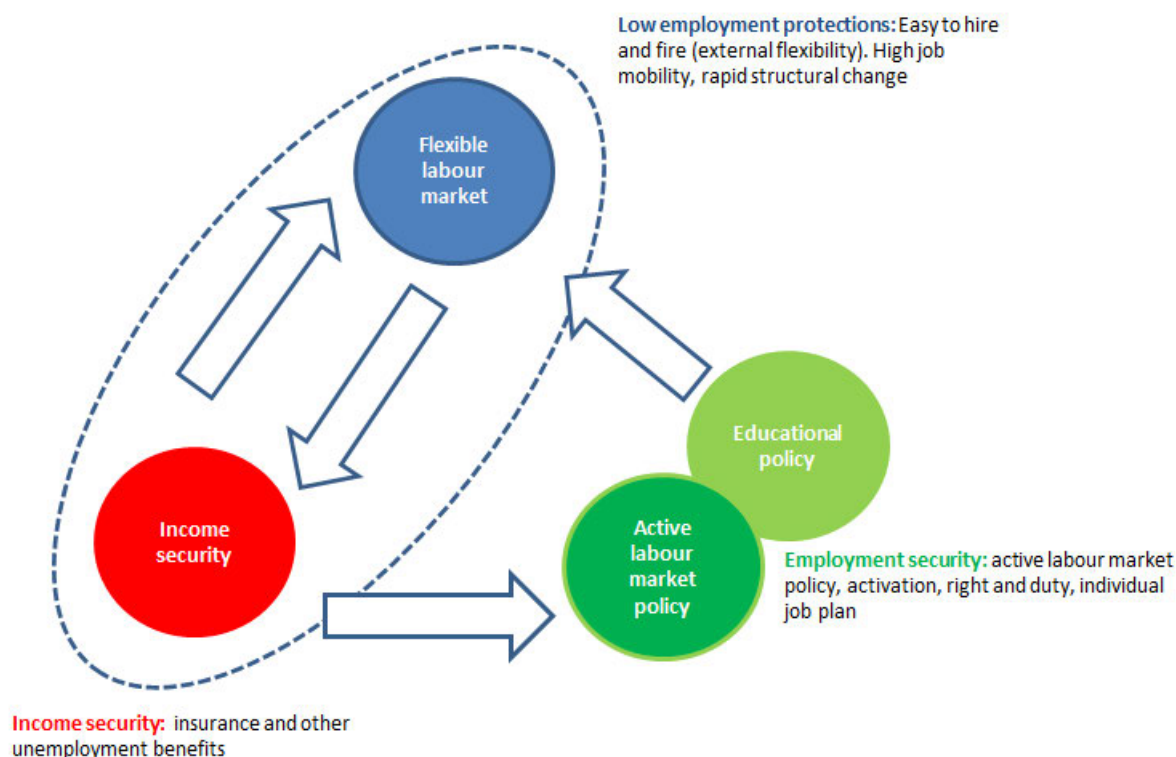 Low employment protections: Easy to hire
and fire (external flexibility). High job
mobility, rapid structural change
Flexible
labour
market
Educational
policy
Income
security
Active
labour
market
policy
Employment security: active labour market
policy, activation, right and duty, individual
job plan
Income security: insurance and other
unemployment benefits